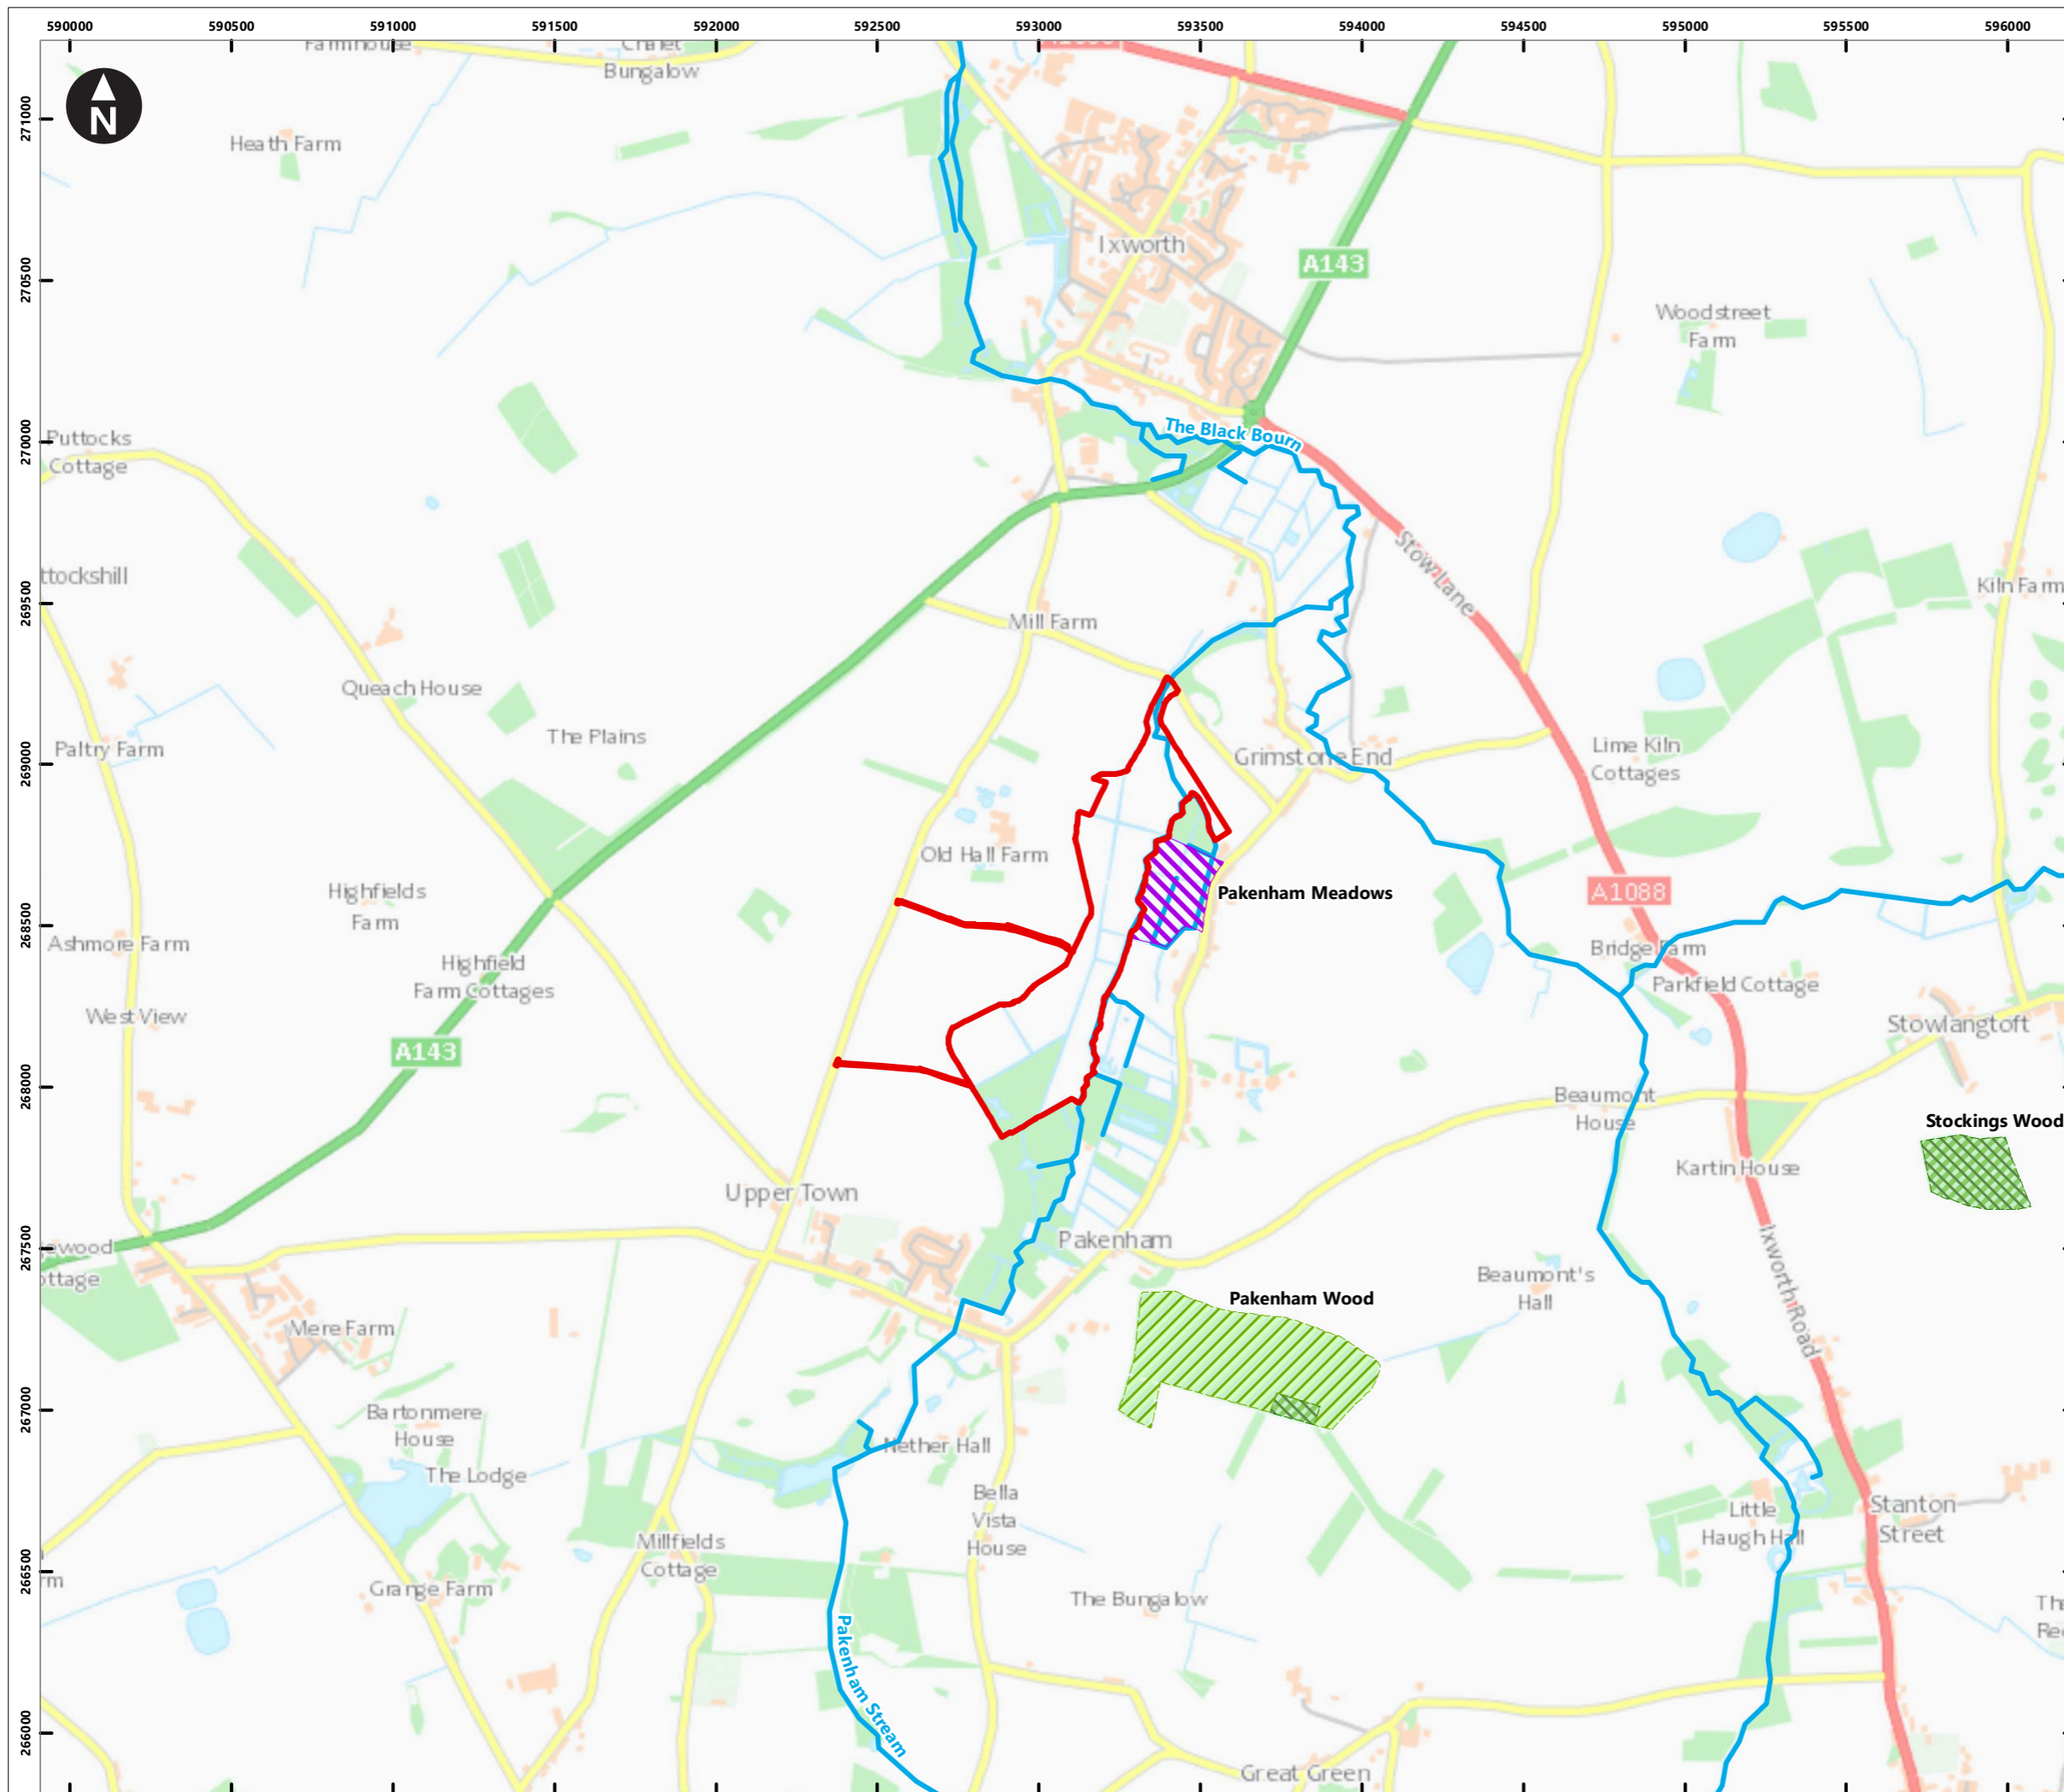 590000 590500 591000 591500 592000 592500 593000 593500 594000 594500 595000 595500 596000
Farmhouse
Chalet
Bungalow
N
271000
Heath Farm
Ixworth
A143
270500
Woodstreet
Farm
Puttocks
Cottage
270000
The Black Bourn
Stow Lane
ttockshill
Kiln Farm
269500
Mill Farm
Queach House
The Plains
Paltry Farm
269000
Grimstone End
Lime Kiln
Cottages
Old Hall Farm
Highfields
Farm
Pakenham Meadows
A1088
268500
Ashmore Farm
Highfield
Farm Cottages
Bridge Farm
Parkfield Cottage
West View
Stowlangtoft
A143
268000
Beaumont
House
Stockings Wood
Kartin House
Upper Town
267500
Pakenham
ewood
ottage
Beaumont's
Hall
Ixworth Road
Pakenham Wood
Mere Farm
267000
Bartonmere
House
Nether Hall
The Lodge
Bella
Vista
House
Little
Haugh Hall
Stanton
Street
Millfields
Cottage
266500
rm
Grange Farm
The Bungalow
Pakenham Stream
266000
Great Green